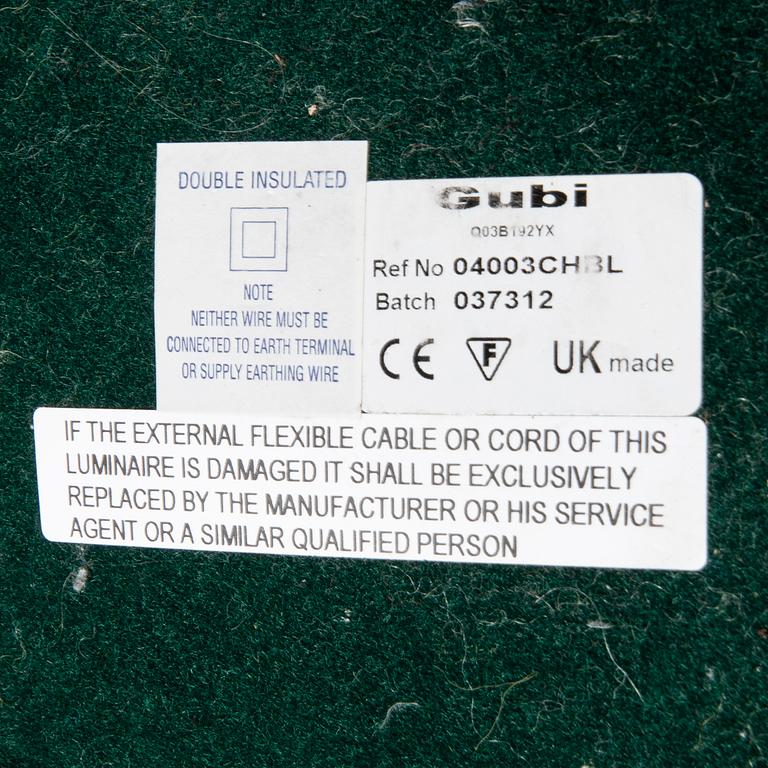 DOUBLE INSULATED
NOTE
NEITHER WIRE MUST BE
CONNECTED TO EARTH TERMINAL
OR SUPPLY EARTHING WIRE
Gubi
Q03B192YX
Ref No 04003CHBL
Batch 037312
CE F UK made
IF THE EXTERNAL FLEXIBLE CABLE OR CORD OF THIS
LUMINAIRE IS DAMAGED IT SHALL BE EXCLUSIVELY
REPLACED BY THE MANUFACTURER OR HIS SERVICE
AGENT OR A SIMILAR QUALIFIED PERSON